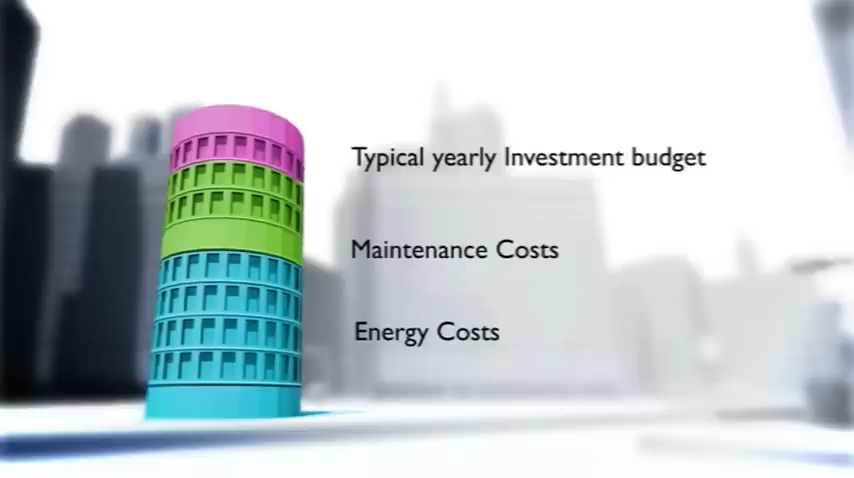 Typical yearly Investment budget
Maintenance Costs
Energy Costs